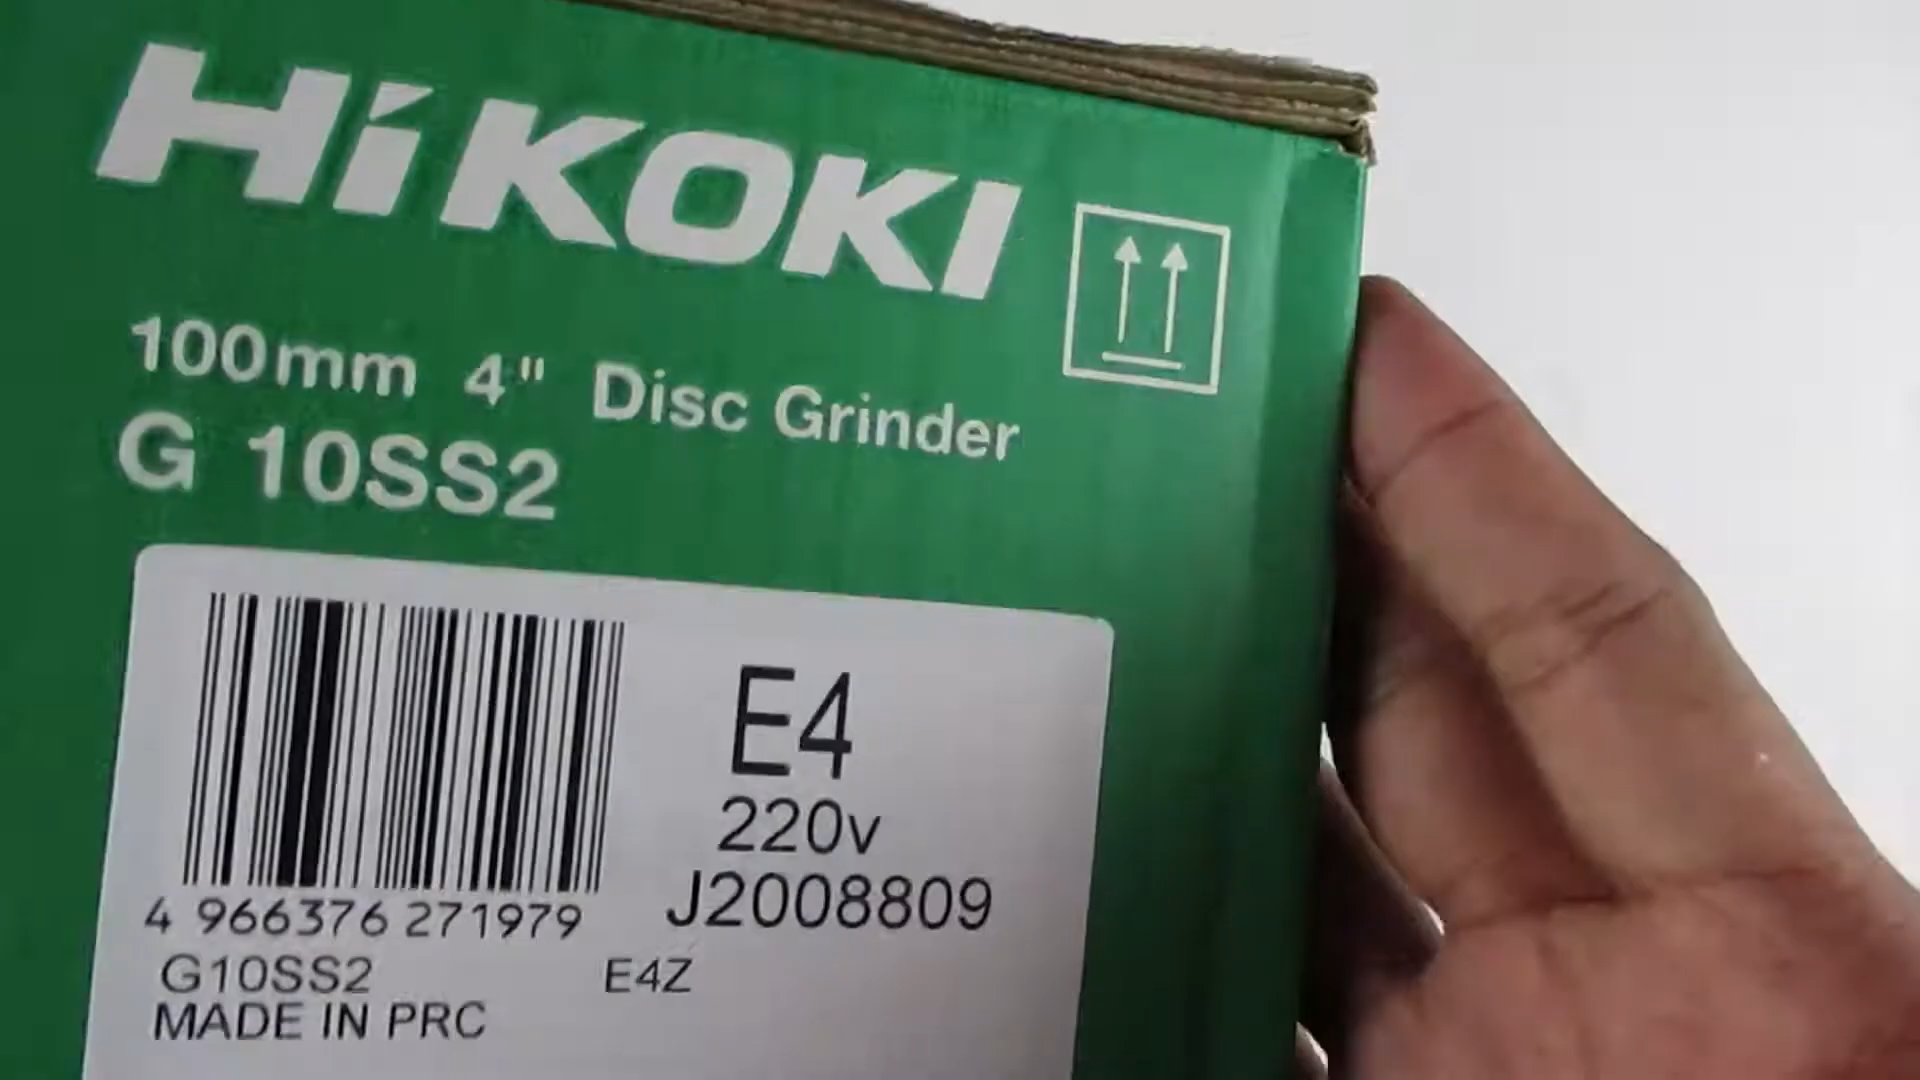 HiKOKI
100mm 4" Disc Grinder
G 10SS2
E4
220v
J2008809
4 966376 271979
G10SS2 E4Z
MADE IN PRC